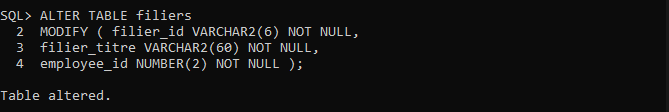 SQL> ALTER TABLE filiers
2 MODIFY ( filier_id VARCHAR2(6) NOT NULL,
3 filier_titre VARCHAR2(60) NOT NULL,
4 employee_id NUMBER(2) NOT NULL );
Table altered.